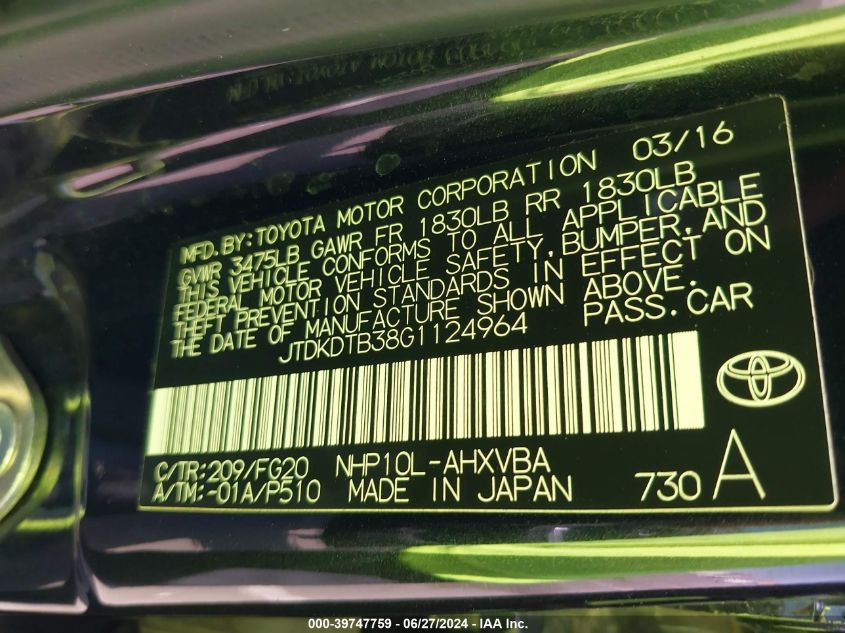 MFD. BY: TOYOTA MOTOR CORPORATION 03/16
GVWR 3475LB GAWR FR 1830LB RR 1830LB
THIS VEHICLE CONFORMS TO ALL APPLICABLE
FEDERAL MOTOR VEHICLE SAFETY, BUMPER, AND
THEFT PREVENTION STANDARDS IN EFFECT ON
THE DATE OF MANUFACTURE SHOWN ABOVE.
JTDKDTB38G1124964 PASS. CAR
C/TR: 209/FG20 NHP10L-AHXVBA
A/TM: -01A/P510 MADE IN JAPAN 730 A
000-39747759 - 06/27/2024 - IAA Inc.